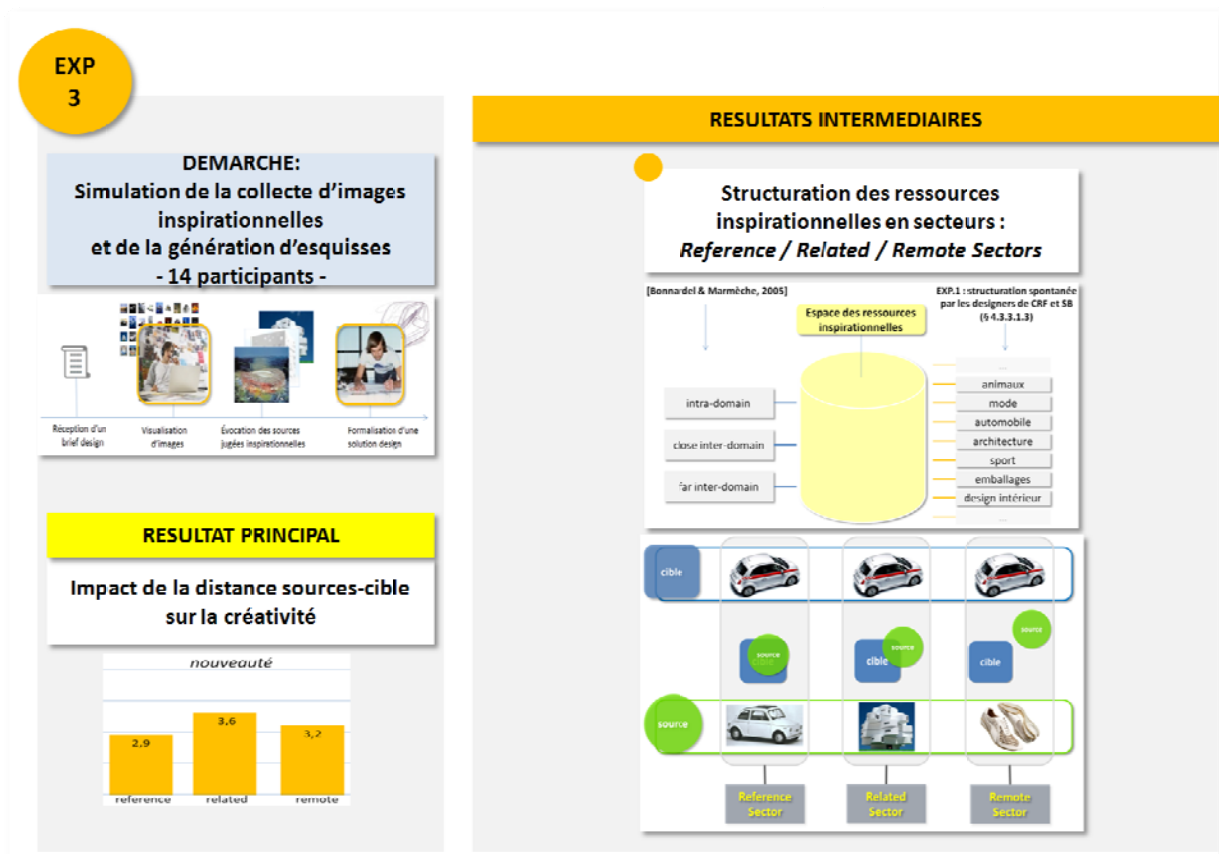 EXP
3
DEMARCHE:
Simulation de la collecte d'images
inspirationnelles
et de la génération d'esquisses
- 14 participants -
Réception d'un
brief design
Visualisation
d'images
Évocation des sources
jugées inspirationnelles
Formalisation d'une
solution design
RESULTAT PRINCIPAL
Impact de la distance sources-cible
sur la créativité
nouveauté
2,9
3,6
3,2
reference
related
remote
RESULTATS INTERMEDIAIRES
Structuration des ressources
inspirationnelles en secteurs :
Reference / Related / Remote Sectors
[Bonnardel & Marmèche, 2005]
Espace des ressources
inspirationnelles
EXP.1 : structuration spontanée
par les designers de CRF et SB
(§ 4.3.3.1.3)
intra-domain
close inter-domain
far inter-domain
...
animaux
mode
automobile
architecture
sport
emballages
design intérieur
...
cible
source
cible
cible
source
cible
source
source
Reference
Sector
Related
Sector
Remote
Sector